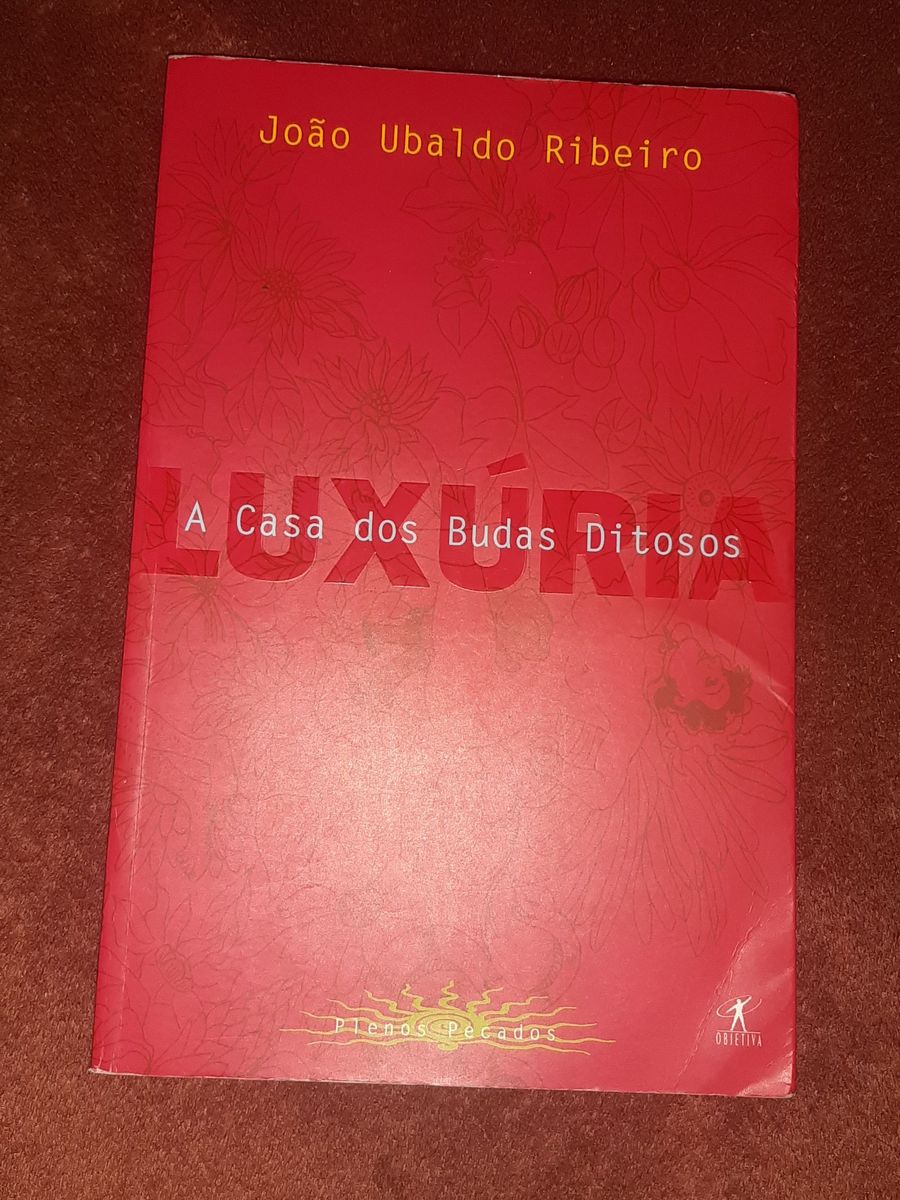 João Ubaldo Ribeiro
LUXÚRIA
A Casa dos Budas Ditosos
Plenos Pecados
OBJETIVA